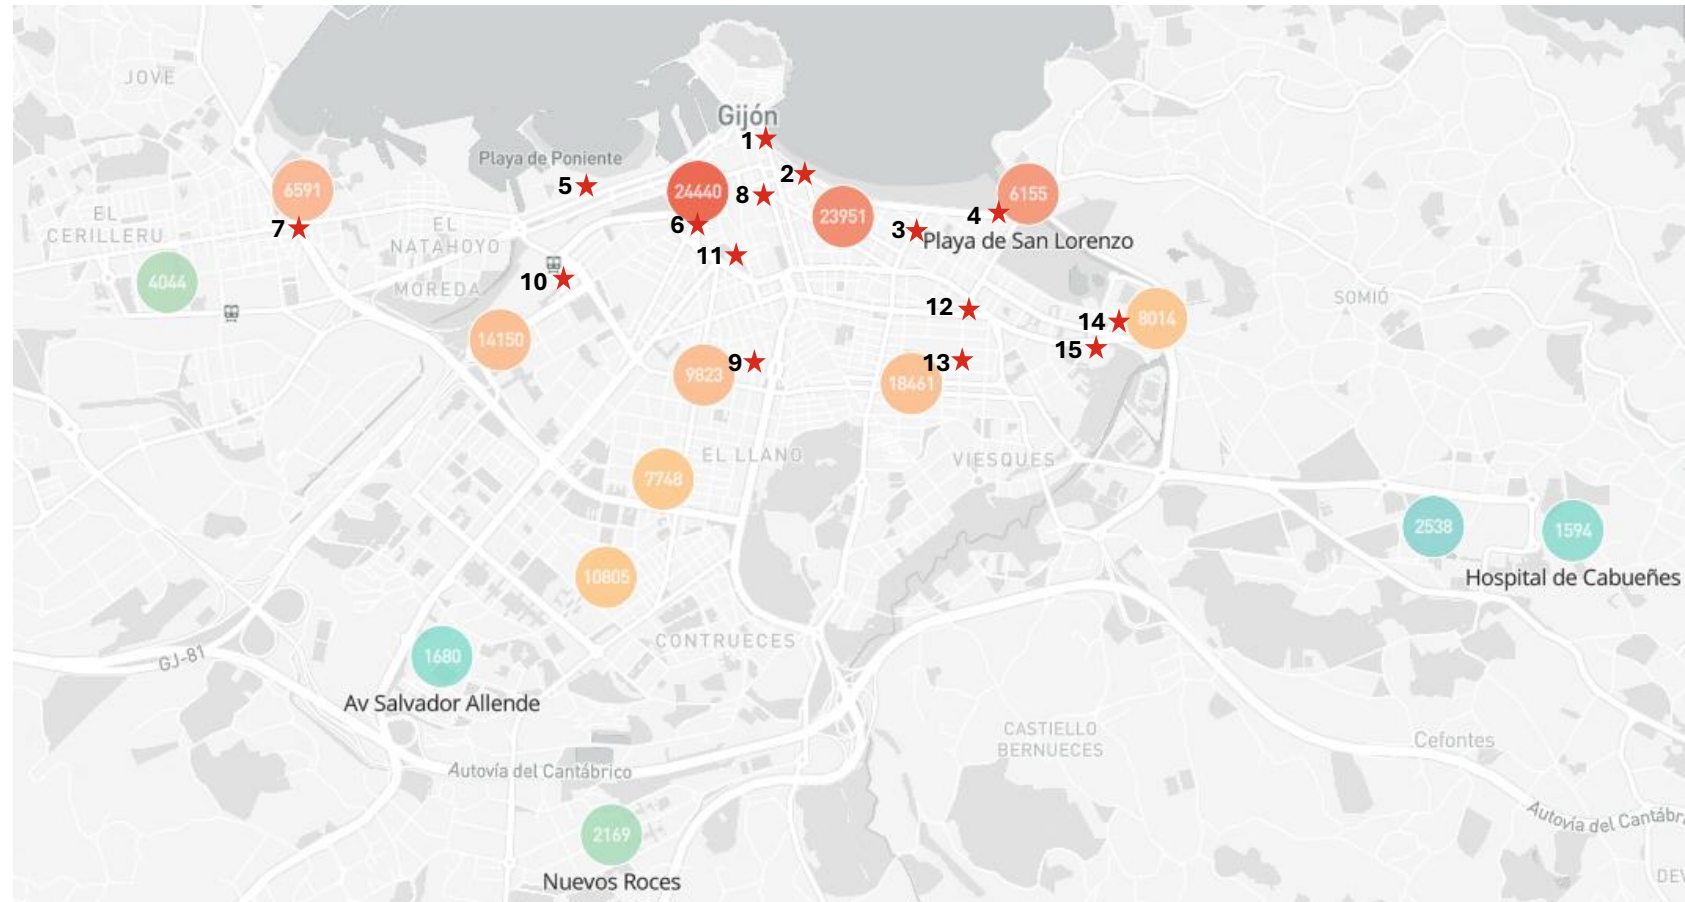 JOVE
Gijón
1
Playa de Poniente
2
5
6591
24440
8
6155
EL
CERILLERU
7
EL
NATAHOYO
6
23951
3
4
Playa de San Lorenzo
11
10
4044
MOREDA
SOMIÓ
12
14
8014
14150
15
9
9823
13
18461
EL LLANO
VIESQUES
7748
2538
1594
Hospital de Cabueñes
10805
CONTRUECES
GJ-81
1680
Av Salvador Allende
CASTIELLO
BERNUECES
Cefontes
Autovía del Cantábrico
Autovía del Cantábr
2169
Nuevos Roces
DEV